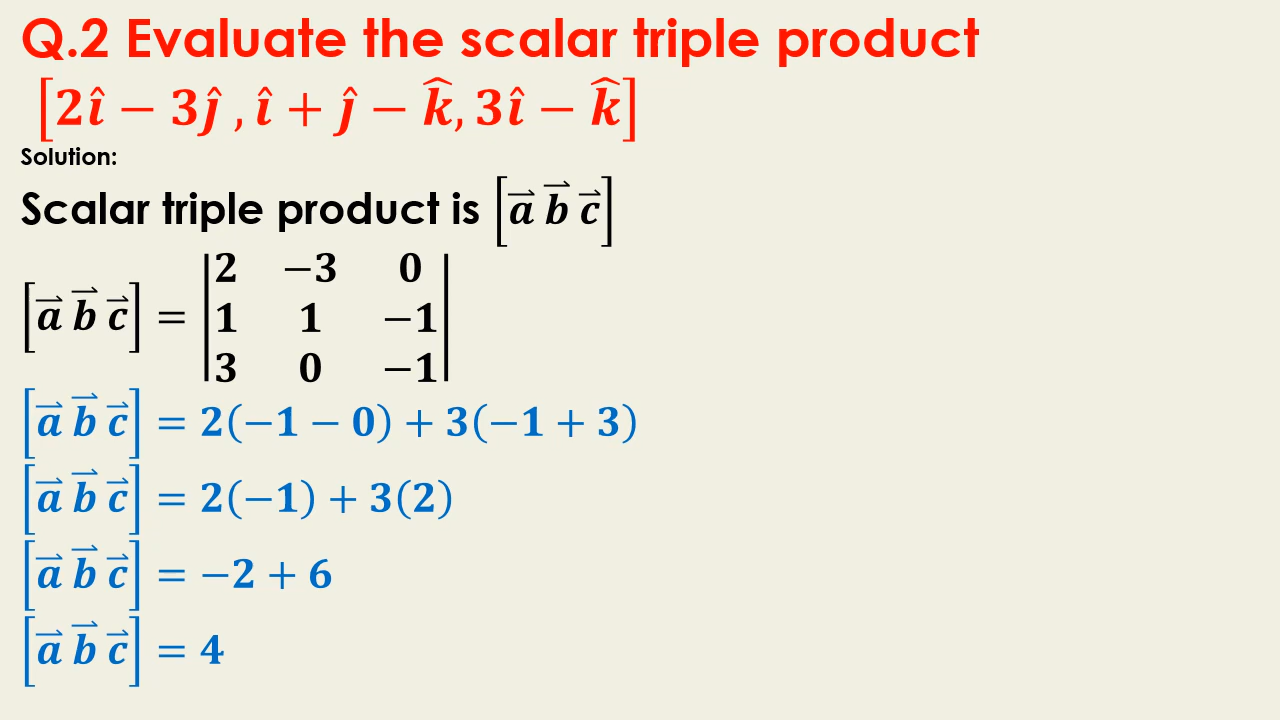 Q.2 Evaluate the scalar triple product
[2î − 3ĵ , î + ĵ − k̂, 3î − k̂]
Solution:
Scalar triple product is [a⃗ b⃗ c⃗]
[a⃗ b⃗ c⃗] = |2 −3 0
1 1 −1
3 0 −1|
[a⃗ b⃗ c⃗] = 2(−1 − 0) + 3(−1 + 3)
[a⃗ b⃗ c⃗] = 2(−1) + 3(2)
[a⃗ b⃗ c⃗] = −2 + 6
[a⃗ b⃗ c⃗] = 4